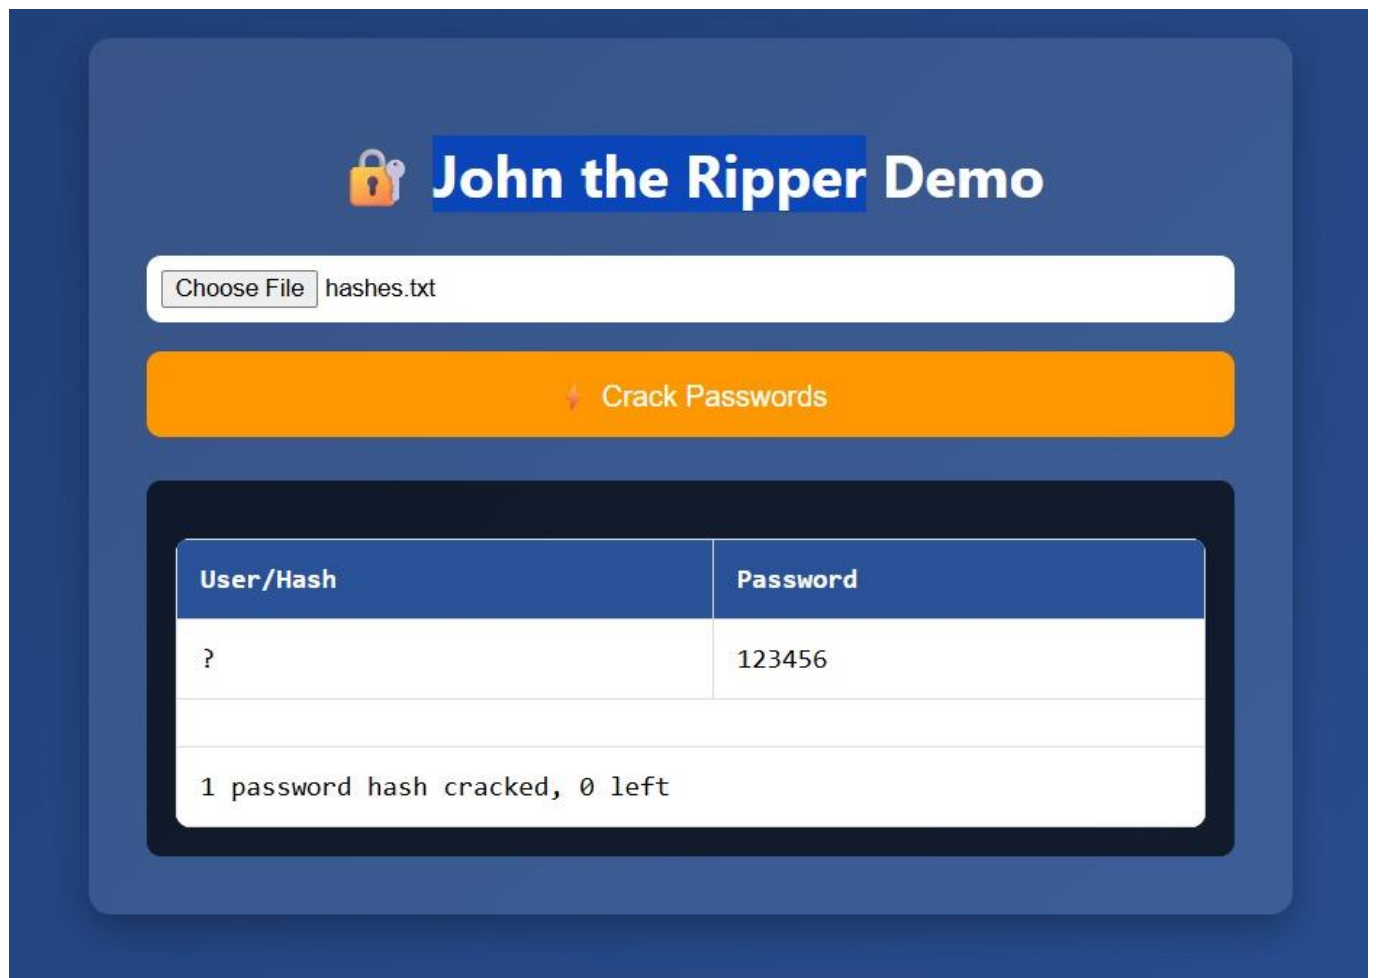 🔐 John the Ripper Demo
Choose File hashes.txt
⚡ Crack Passwords
User/Hash Password
? 123456
1 password hash cracked, 0 left